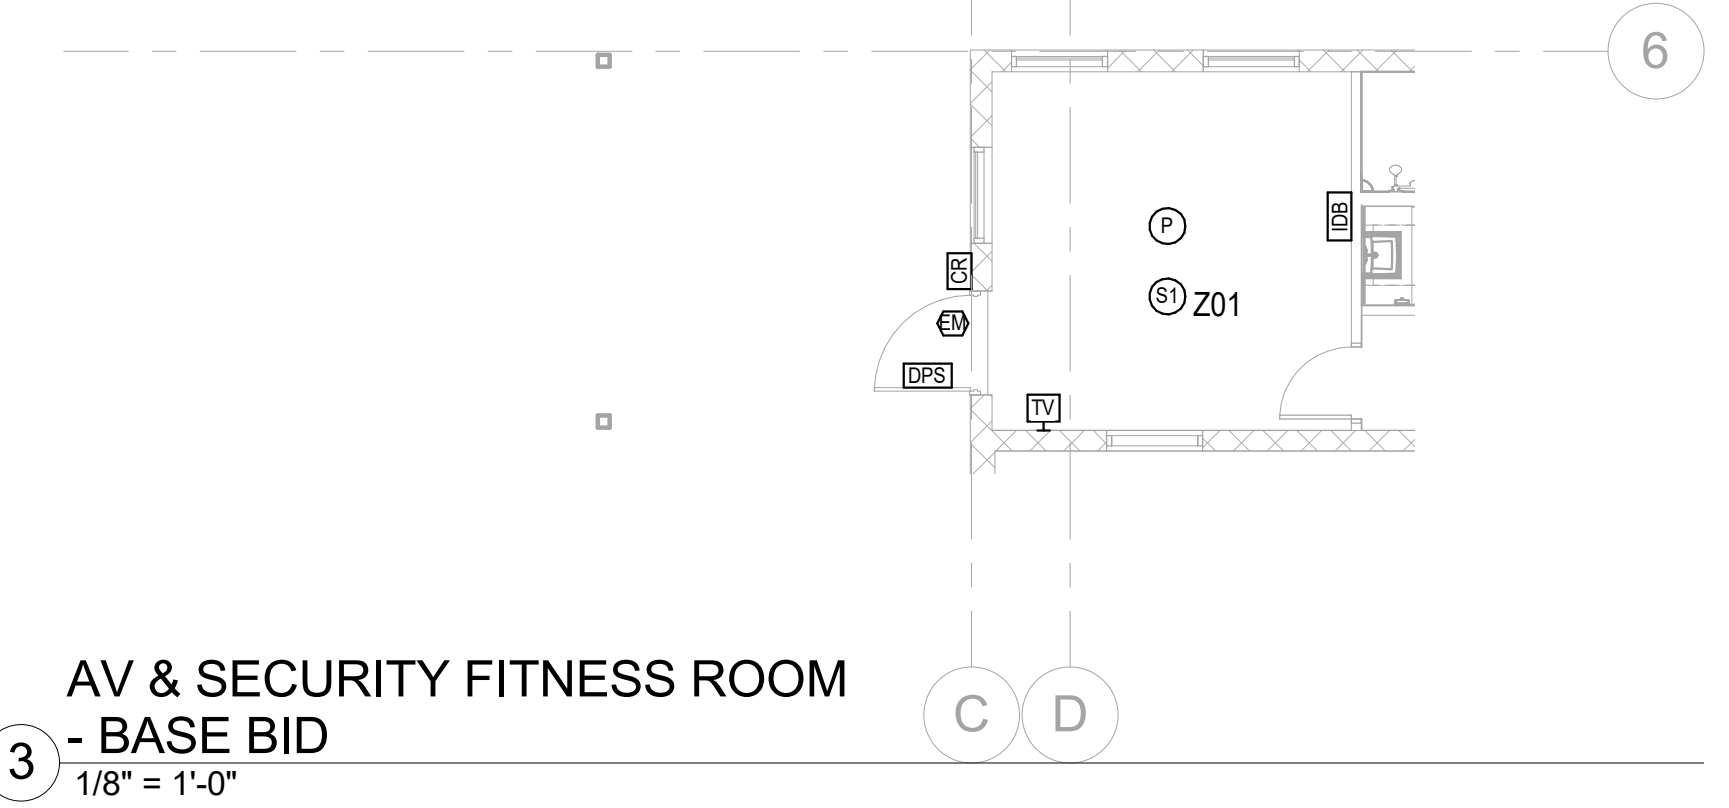 6
IDB
P
CR
S1 Z01
EM
DPS
TV
C D
AV & SECURITY FITNESS ROOM
- BASE BID
3
1/8" = 1'-0"